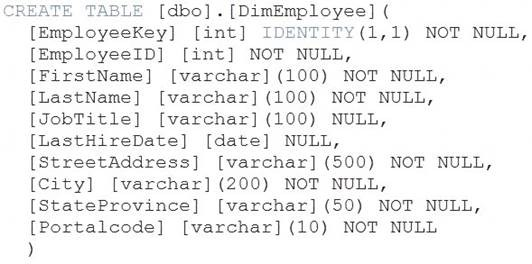 CREATE TABLE [dbo].[DimEmployee](
[EmployeeKey] [int] IDENTITY(1,1) NOT NULL,
[EmployeeID] [int] NOT NULL,
[FirstName] [varchar](100) NOT NULL,
[LastName] [varchar](100) NOT NULL,
[JobTitle] [varchar](100) NULL,
[LastHireDate] [date] NULL,
[StreetAddress] [varchar](500) NOT NULL,
[City] [varchar](200) NOT NULL,
[StateProvince] [varchar](50) NOT NULL,
[Portalcode] [varchar](10) NOT NULL
)